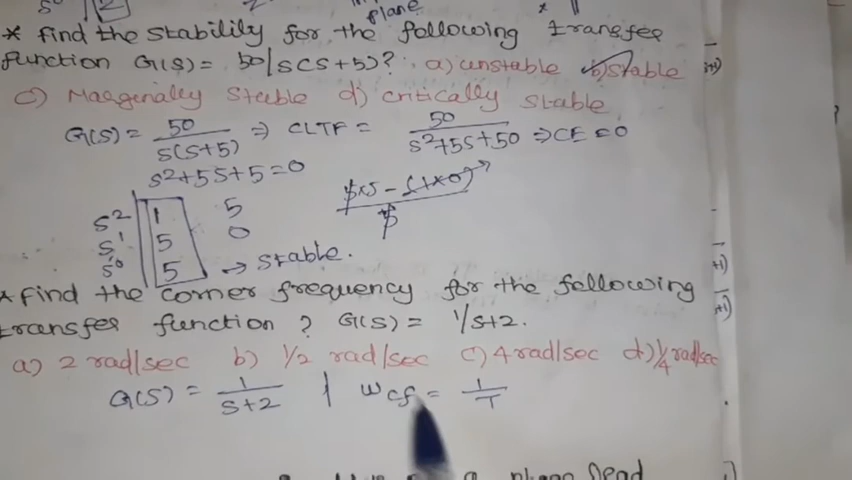 plane
* find the stability for the following transfer
function G(S) = 50/S(S+5)? a) unstable b) stable
c) Marginally stable d) critically stable
G(S) = 50/S(S+5) => CLTF = 50/S²+5S+50 => CE = 0
S²+5S+5=0
$×5 - (1×0) / $
S² 1 5
S¹ 5 0
S⁰ 5 → stable.
* find the corner frequency for the following
transfer function? G(S) = 1/S+2.
a) 2 rad/sec b) 1/2 rad/sec c) 4 rad/sec d) 1/4 rad/sec
G(S) = 1/S+2 | ωcf = 1/T